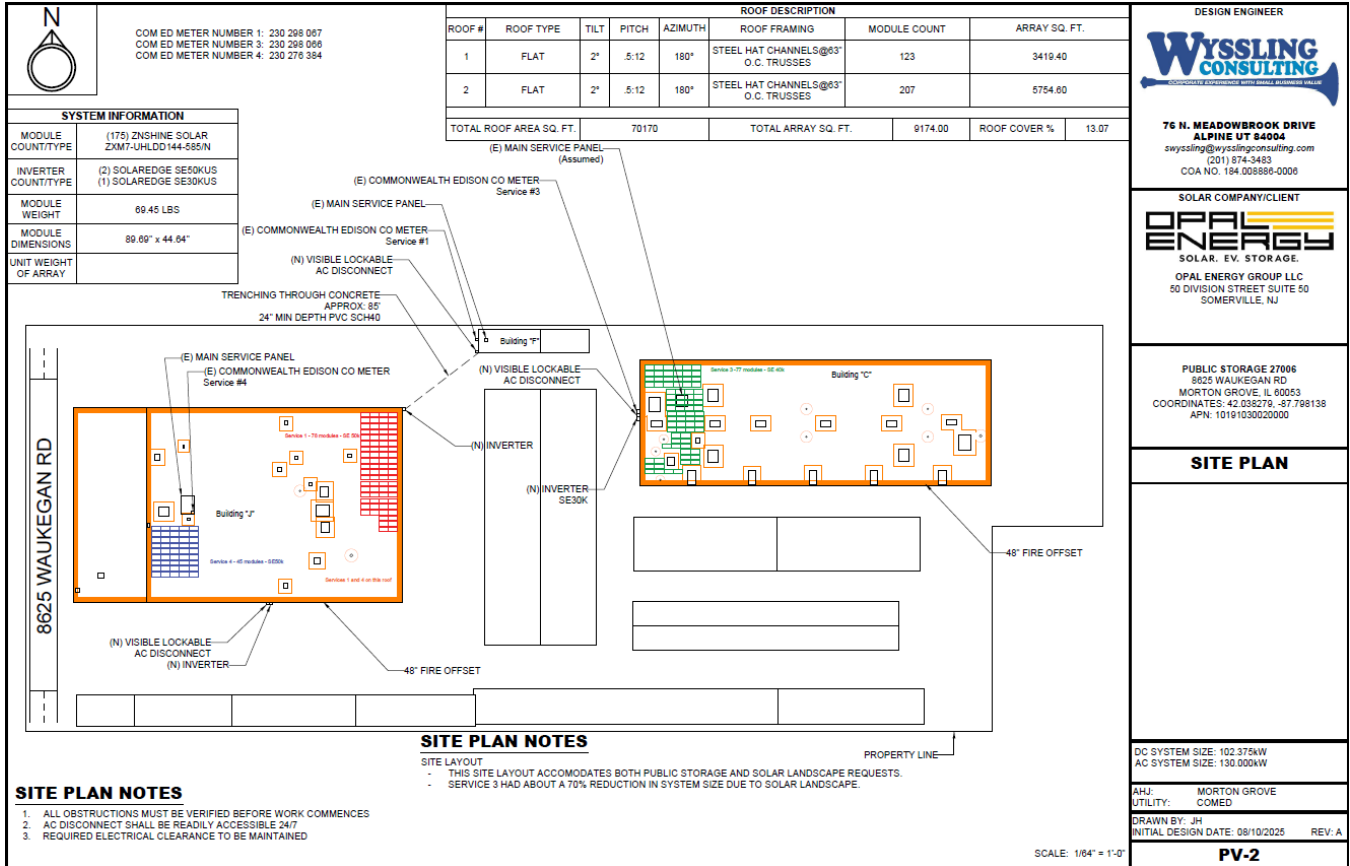 N
COM ED METER NUMBER 1: 230 298 067
COM ED METER NUMBER 3: 230 298 066
COM ED METER NUMBER 4: 230 276 384
ROOF DESCRIPTION
ROOF # ROOF TYPE TILT PITCH AZIMUTH ROOF FRAMING MODULE COUNT ARRAY SQ. FT.
1 FLAT 2° .5:12 180° STEEL HAT CHANNELS@63" O.C. TRUSSES 123 3419.40
2 FLAT 2° .5:12 180° STEEL HAT CHANNELS@63" O.C. TRUSSES 207 5754.60
TOTAL ROOF AREA SQ. FT. 70170 TOTAL ARRAY SQ. FT. 9174.00 ROOF COVER % 13.07
SYSTEM INFORMATION
MODULE COUNT/TYPE (175) ZNSHINE SOLAR ZXM7-UHLDD144-585/N
INVERTER COUNT/TYPE (2) SOLAREDGE SE50KUS (1) SOLAREDGE SE30KUS
MODULE WEIGHT 69.45 LBS
MODULE DIMENSIONS 89.69" x 44.64"
UNIT WEIGHT OF ARRAY
(E) MAIN SERVICE PANEL
(Assumed)
(E) COMMONWEALTH EDISON CO METER
Service #3
(E) MAIN SERVICE PANEL
(E) COMMONWEALTH EDISON CO METER
Service #1
(N) VISIBLE LOCKABLE
AC DISCONNECT
TRENCHING THROUGH CONCRETE
APPROX: 85'
24" MIN DEPTH PVC SCH40
Building "F"
(E) MAIN SERVICE PANEL
(E) COMMONWEALTH EDISON CO METER
Service #4
(N) VISIBLE LOCKABLE
AC DISCONNECT
Service 3 -77 modules - SE 40k
Building "C"
8625 WAUKEGAN RD
(N) INVERTER
Building "J"
(N) INVERTER
SE30K
Service 4 - 45 modules - SE50k
Services 1 and 4 on this roof
48" FIRE OFFSET
(N) VISIBLE LOCKABLE
AC DISCONNECT
(N) INVERTER
48" FIRE OFFSET
PROPERTY LINE
SITE PLAN NOTES
SITE LAYOUT
- THIS SITE LAYOUT ACCOMODATES BOTH PUBLIC STORAGE AND SOLAR LANDSCAPE REQUESTS.
- SERVICE 3 HAD ABOUT A 70% REDUCTION IN SYSTEM SIZE DUE TO SOLAR LANDSCAPE.
SITE PLAN NOTES
1. ALL OBSTRUCTIONS MUST BE VERIFIED BEFORE WORK COMMENCES
2. AC DISCONNECT SHALL BE READILY ACCESSIBLE 24/7
3. REQUIRED ELECTRICAL CLEARANCE TO BE MAINTAINED
SCALE: 1/64" = 1'-0"
DESIGN ENGINEER
WYSSLING
CONSULTING
CORPORATE EXPERIENCE WITH SMALL BUSINESS VALUE
76 N. MEADOWBROOK DRIVE
ALPINE UT 84004
swyssling@wysslingconsulting.com
(201) 874-3483
COA NO. 184.008886-0006
SOLAR COMPANY/CLIENT
OPAL
ENERGY
SOLAR. EV. STORAGE.
OPAL ENERGY GROUP LLC
50 DIVISION STREET SUITE 50
SOMERVILLE, NJ
PUBLIC STORAGE 27006
8625 WAUKEGAN RD
MORTON GROVE, IL 60053
COORDINATES: 42.038279, -87.798138
APN: 10191030020000
SITE PLAN
DC SYSTEM SIZE: 102.375kW
AC SYSTEM SIZE: 130.000kW
AHJ: MORTON GROVE
UTILITY: COMED
DRAWN BY: JH
INITIAL DESIGN DATE: 08/10/2025 REV: A
PV-2